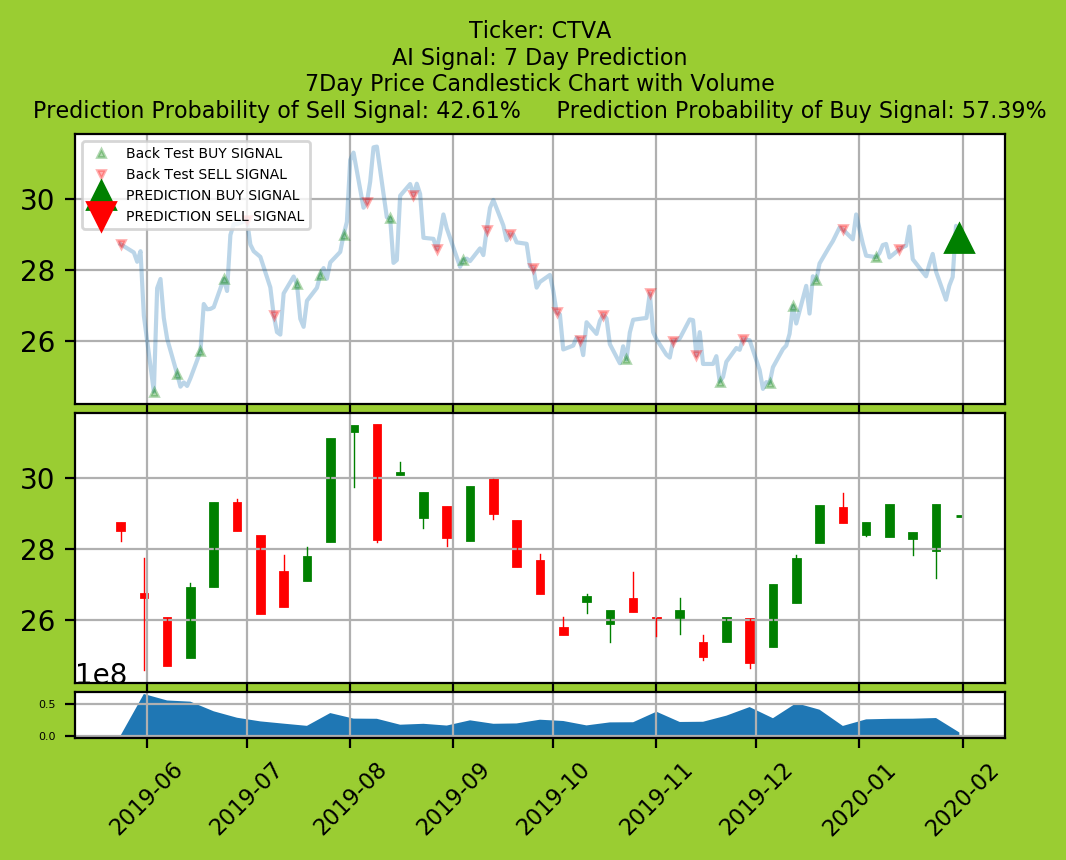 Ticker: CTVA
AI Signal: 7 Day Prediction
7Day Price Candlestick Chart with Volume
Prediction Probability of Sell Signal: 42.61% Prediction Probability of Buy Signal: 57.39%
Back Test BUY SIGNAL
Back Test SELL SIGNAL
PREDICTION BUY SIGNAL
PREDICTION SELL SIGNAL
30
28
26
30
28
26
1e8
0.5
0.0
2019-06
2019-07
2019-08
2019-09
2019-10
2019-11
2019-12
2020-01
2020-02